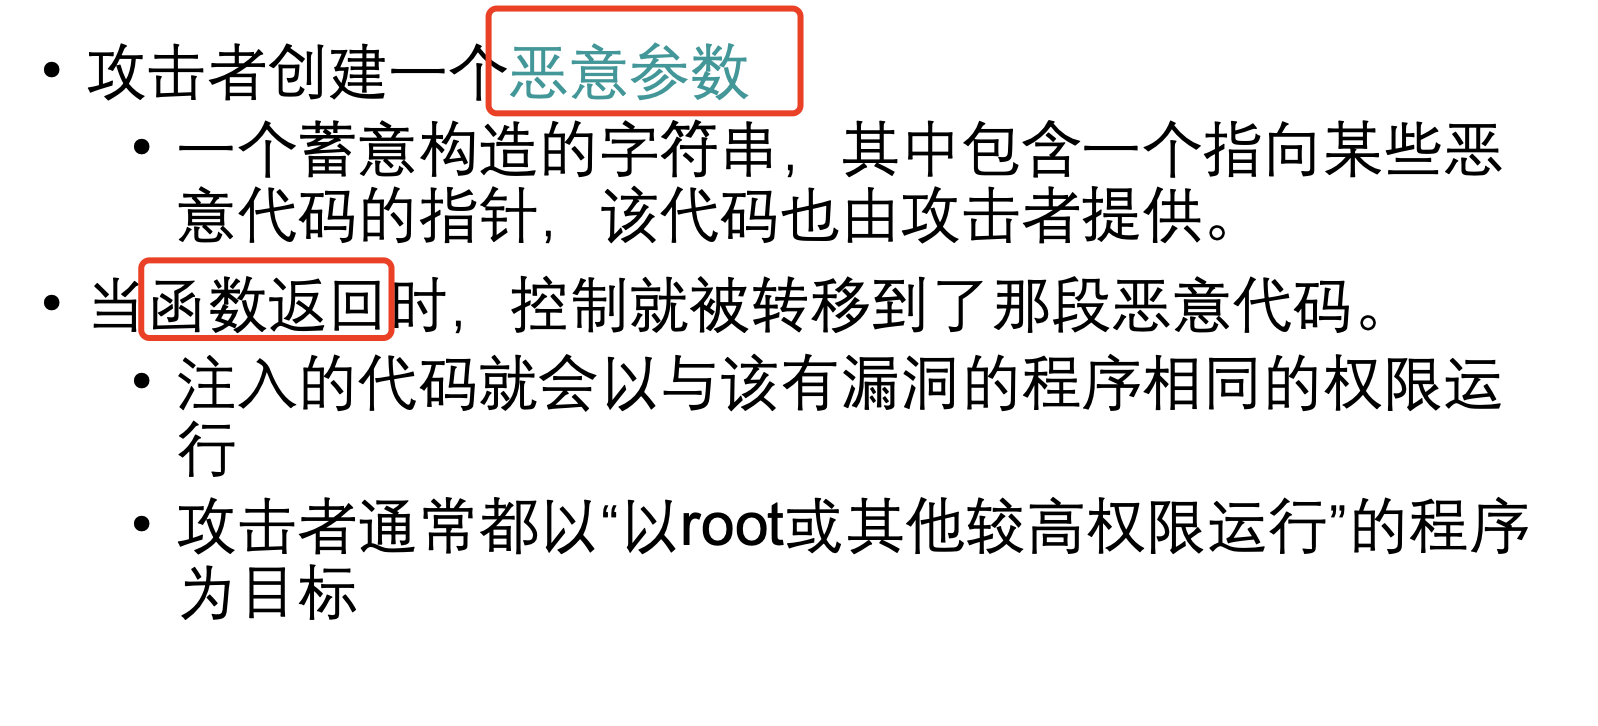 • 攻击者创建一个恶意参数
• 一个蓄意构造的字符串，其中包含一个指向某些恶
意代码的指针，该代码也由攻击者提供。
• 当函数返回时，控制就被转移到了那段恶意代码。
• 注入的代码就会以与该有漏洞的程序相同的权限运
行
• 攻击者通常都以“以root或其他较高权限运行”的程序
为目标